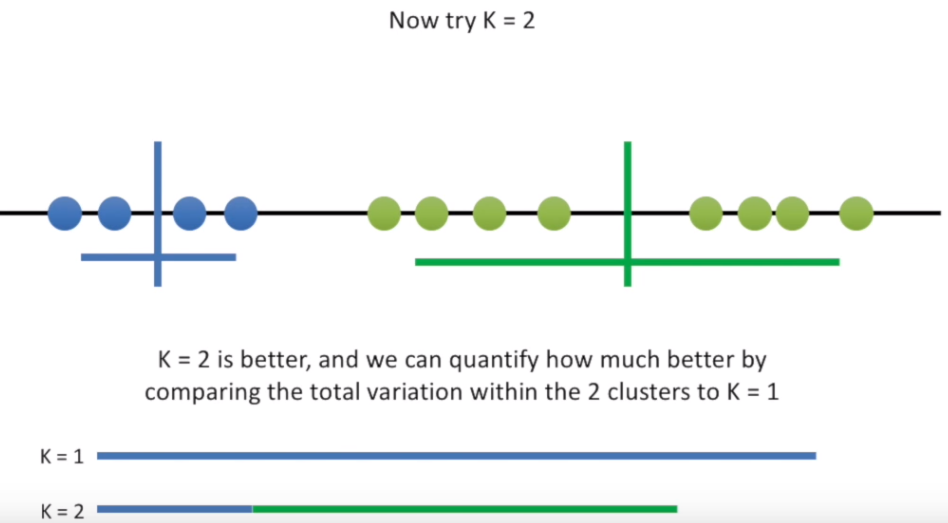 Now try K = 2
K = 2 is better, and we can quantify how much better by
comparing the total variation within the 2 clusters to K = 1
K = 1
K = 2